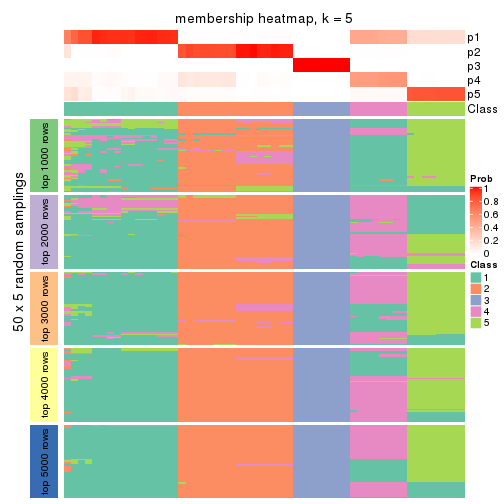 membership heatmap, k = 5
p1
p2
p3
p4
p5
Class
50 x 5 random samplings
top 1000 rows
top 2000 rows
top 3000 rows
top 4000 rows
top 5000 rows
Prob
1
0.8
0.6
0.4
0.2
0
Class
1
2
3
4
5